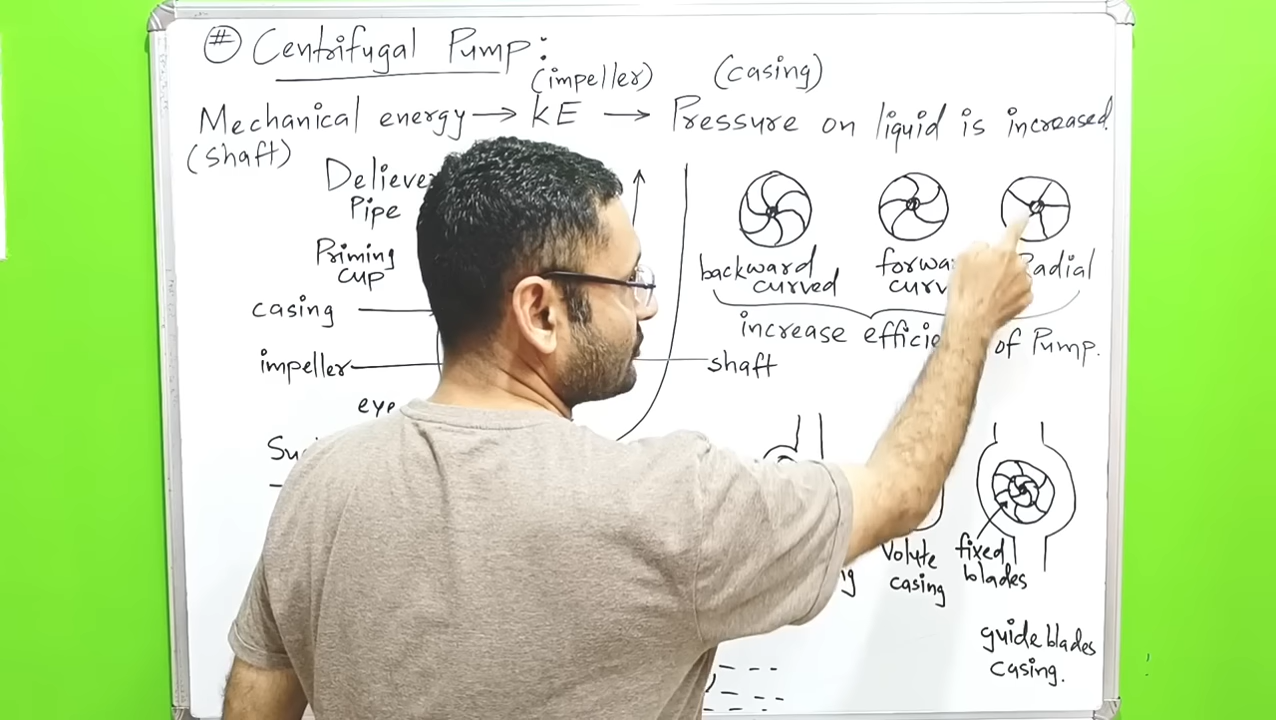 # Centrifugal Pump:
(impeller) (casing)
Mechanical energy → KE → Pressure on liquid is increased.
(shaft)
Pipe
Priming
cup
casing
impeller
eye
shaft
backward
curved
Radial
increase of Pump.
Volute
casing
fixed
blades
guide blades
casing.